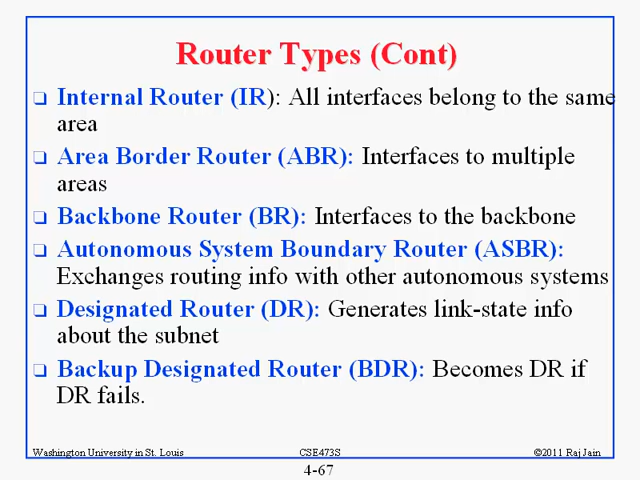 Router Types (Cont)
❑ Internal Router (IR): All interfaces belong to the same
area
❑ Area Border Router (ABR): Interfaces to multiple
areas
❑ Backbone Router (BR): Interfaces to the backbone
❑ Autonomous System Boundary Router (ASBR):
Exchanges routing info with other autonomous systems
❑ Designated Router (DR): Generates link-state info
about the subnet
❑ Backup Designated Router (BDR): Becomes DR if
DR fails.
Washington University in St. Louis CSE473S ©2011 Raj Jain
4-67